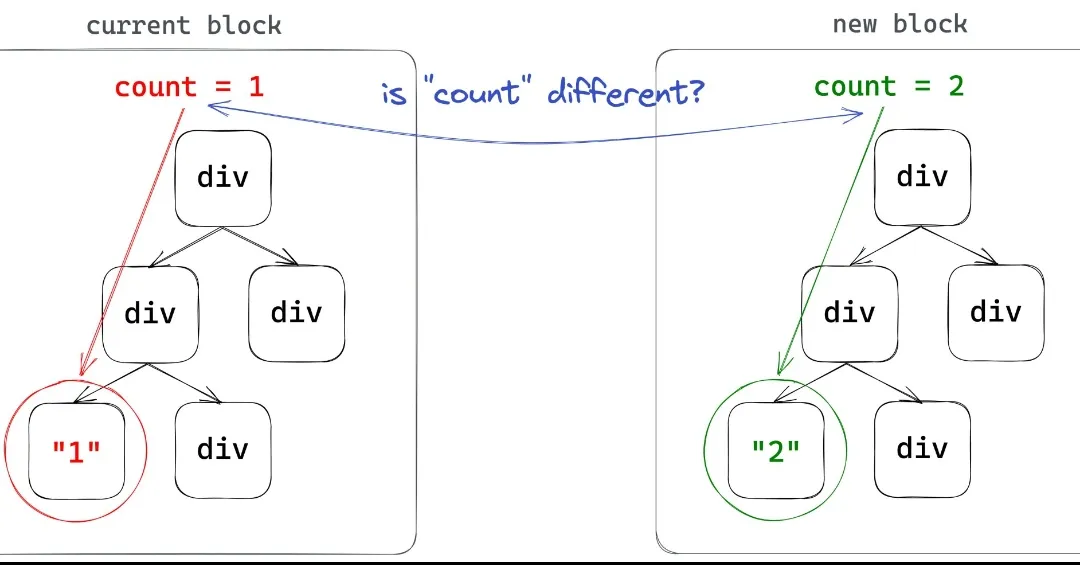 current block
new block
count = 1
is "count" different?
count = 2
div
div
div
div
div
div
"1"
div
"2"
div